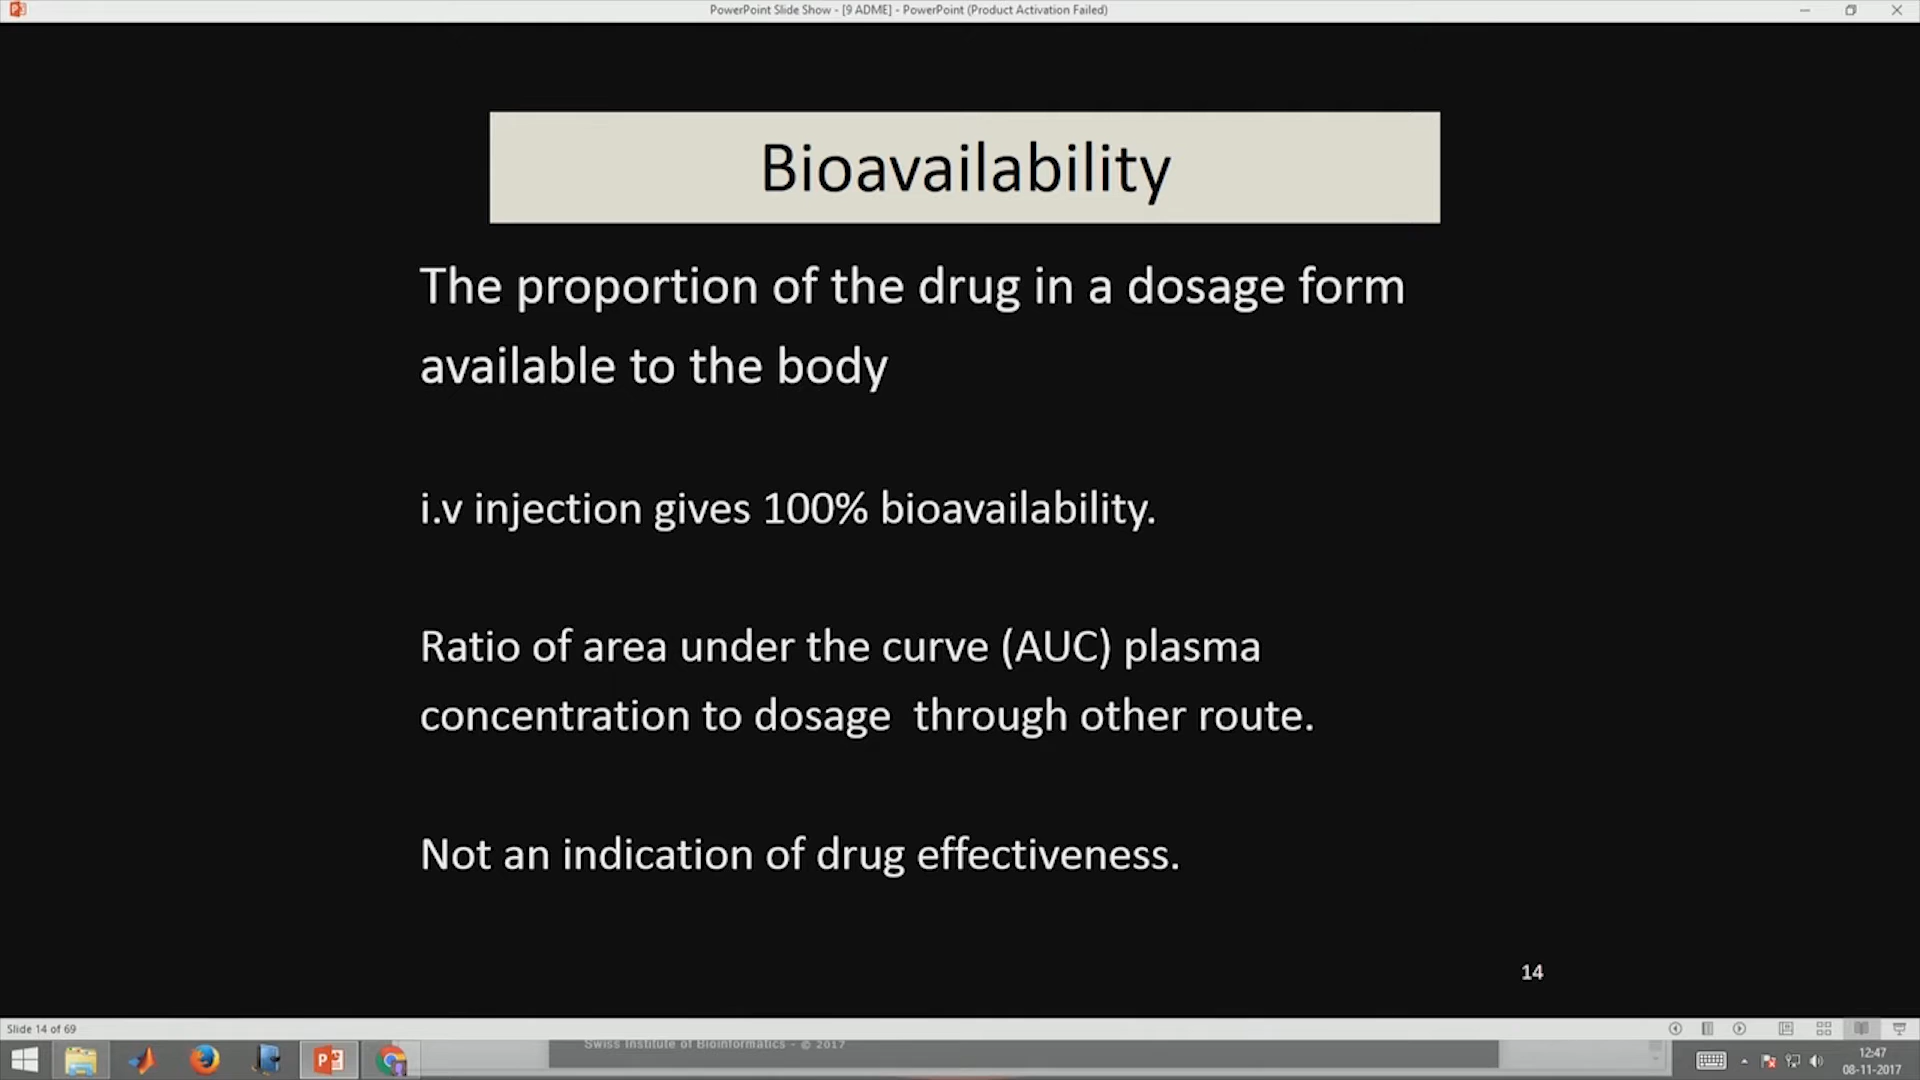 PowerPoint Slide Show - [9 ADME] - PowerPoint (Product Activation Failed)
Bioavailability
The proportion of the drug in a dosage form
available to the body
i.v injection gives 100% bioavailability.
Ratio of area under the curve (AUC) plasma
concentration to dosage  through other route.
Not an indication of drug effectiveness.
14
Slide 14 of 69
Swiss Institute of Bioinformatics - © 2017
12:47
08-11-2017